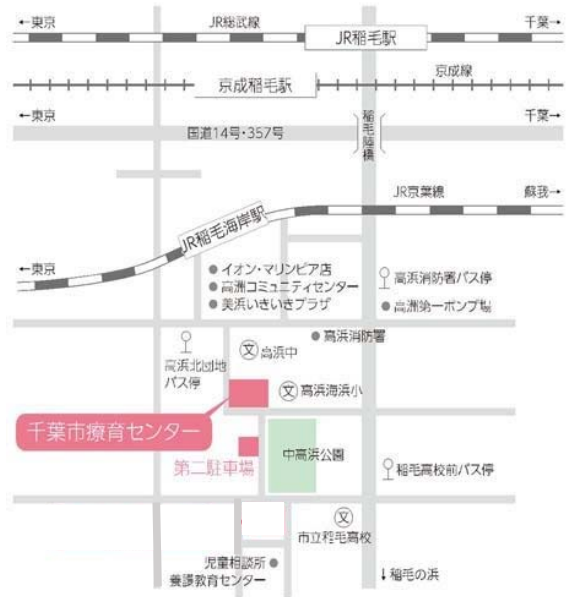 ←東京
JR総武線
JR稲毛駅
千葉→
京成稲毛駅
京成線
←東京
国道14号・357号
稲毛陸橋
千葉→
JR京葉線
蘇我→
JR稲毛海岸駅
←東京
イオン・マリンピア店
高洲コミュニティセンター
美浜いきいきプラザ
高浜消防署バス停
高洲第一ポンプ場
高浜消防署
高浜北団地
バス停
文 高浜中
文 高浜海浜小
千葉市療育センター
第二駐車場
中高浜公園
稲毛高校前バス停
文
市立稲毛高校
児童相談所
養護教育センター
↓稲毛の浜